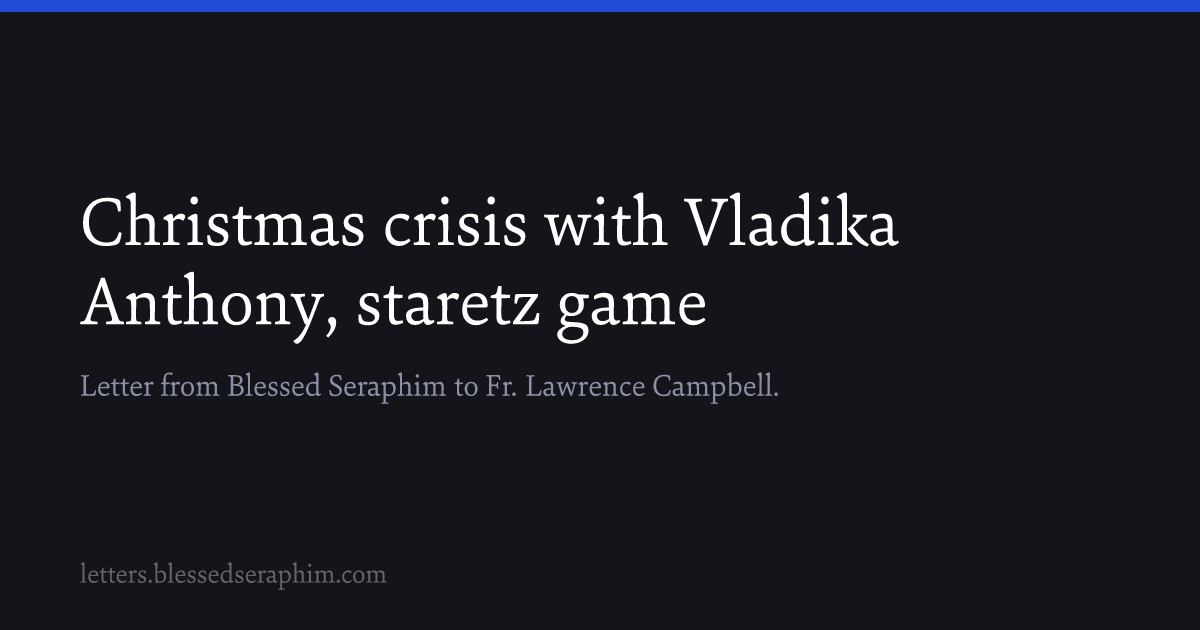 Christmas crisis with Vladika
Anthony, staretz game
Letter from Blessed Seraphim to Fr. Lawrence Campbell.
letters.blessedseraphim.com